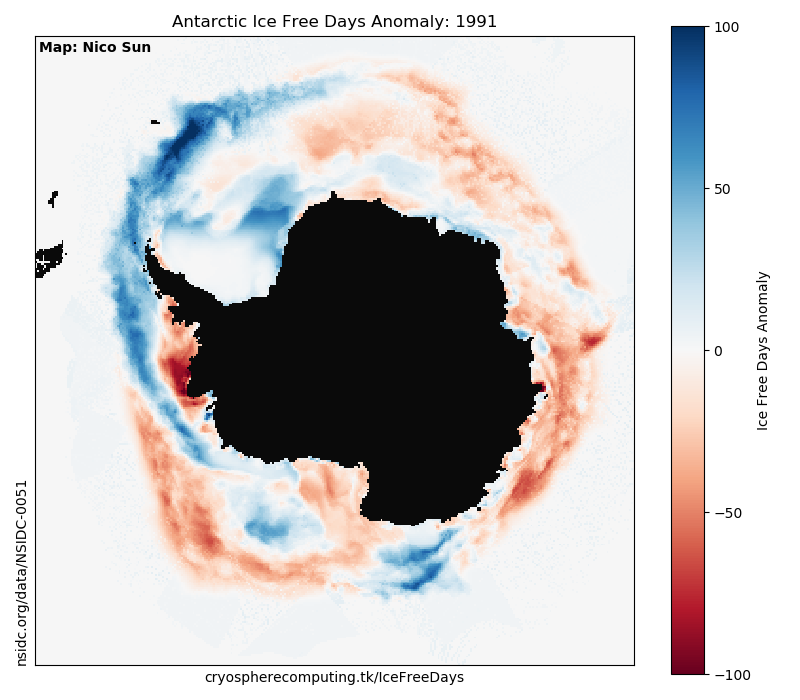 Antarctic Ice Free Days Anomaly: 1991
Map: Nico Sun
100
50
0
−50
−100
Ice Free Days Anomaly
nsidc.org/data/NSIDC-0051
cryospherecomputing.tk/IceFreeDays